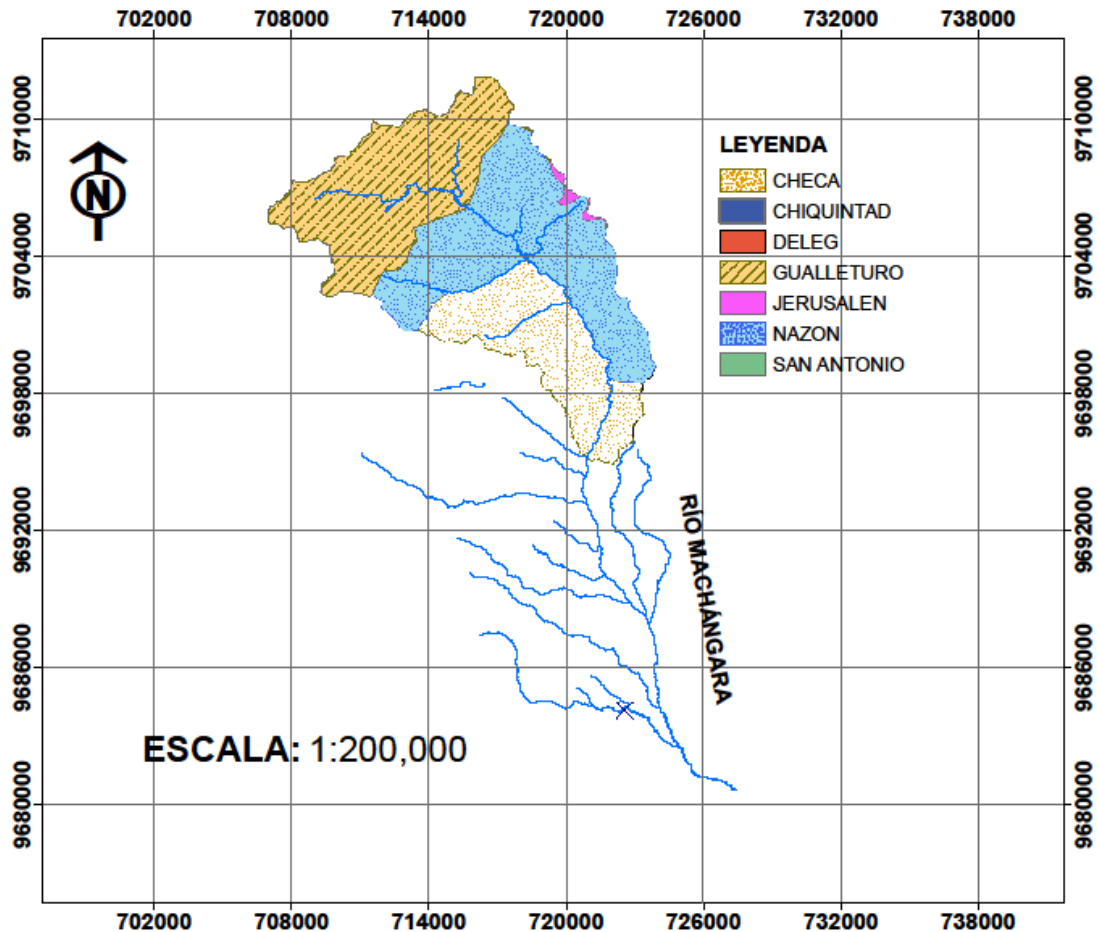 702000 708000 714000 720000 726000 732000 738000
9710000 9710000
LEYENDA
CHECA
CHIQUINTAD
DELEG
GUALLETURO
JERUSALEN
NAZON
SAN ANTONIO
N
9704000 9704000
9698000 9698000
9692000 9692000
RÍO MACHÁNGARA
9686000 9686000
ESCALA: 1:200,000
9680000 9680000
702000 708000 714000 720000 726000 732000 738000